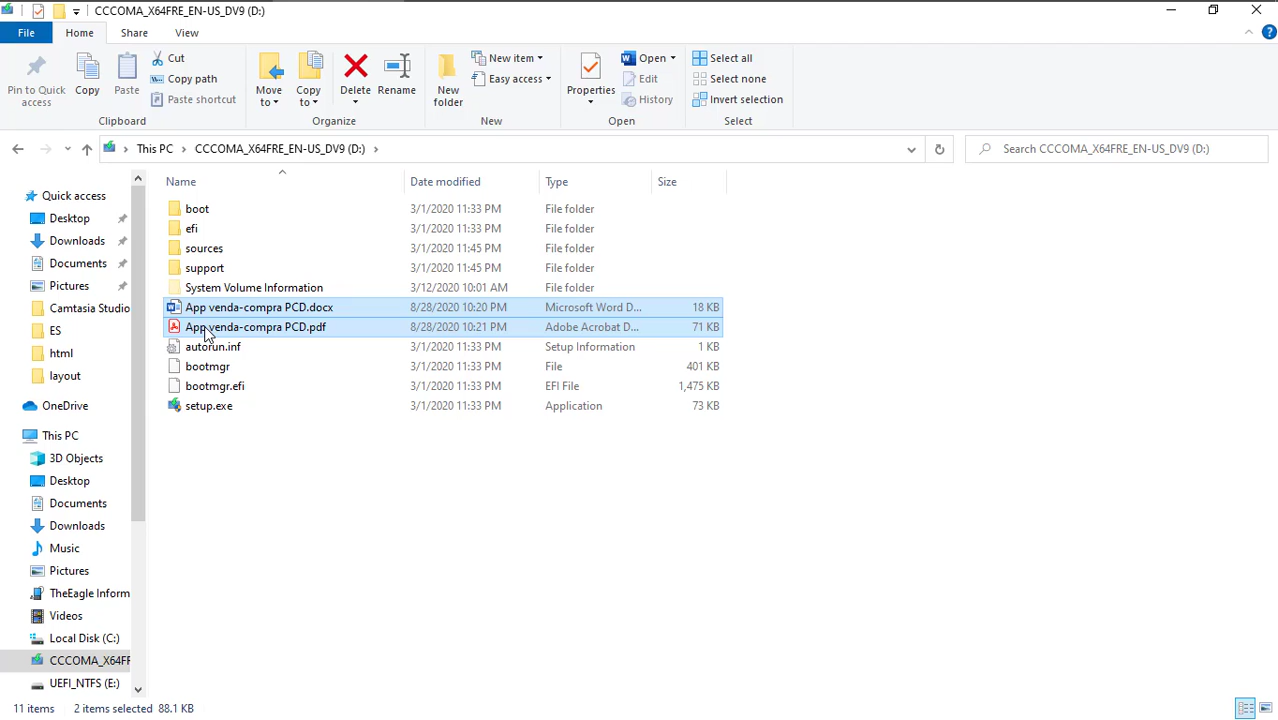 CCCOMA_X64FRE_EN-US_DV9 (D:)
File Home Share View
Pin to Quick access
Copy
Paste
Cut
Copy path
Paste shortcut
Clipboard
Move to
Copy to
Delete
Rename
Organize
New folder
New item
Easy access
New
Properties
Open
Edit
History
Open
Select all
Select none
Invert selection
Select
This PC CCCOMA_X64FRE_EN-US_DV9 (D:)
Search CCCOMA_X64FRE_EN-US_DV9 (D:)
Quick access
Desktop
Downloads
Documents
Pictures
Camtasia Studio
ES
html
layout
OneDrive
This PC
3D Objects
Desktop
Documents
Downloads
Music
Pictures
TheEagle Inform
Videos
Local Disk (C:)
CCCOMA_X64FR
UEFI_NTFS (E:)
Name Date modified Type Size
boot 3/1/2020 11:33 PM File folder
efi 3/1/2020 11:33 PM File folder
sources 3/1/2020 11:45 PM File folder
support 3/1/2020 11:45 PM File folder
System Volume Information 3/12/2020 10:01 AM File folder
App venda-compra PCD.docx 8/28/2020 10:20 PM Microsoft Word D... 18 KB
App venda-compra PCD.pdf 8/28/2020 10:21 PM Adobe Acrobat D... 71 KB
autorun.inf 3/1/2020 11:33 PM Setup Information 1 KB
bootmgr 3/1/2020 11:33 PM File 401 KB
bootmgr.efi 3/1/2020 11:33 PM EFI File 1,475 KB
setup.exe 3/1/2020 11:33 PM Application 73 KB
11 items 2 items selected 88.1 KB